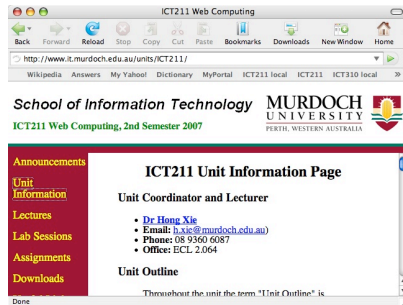 ICT211 Web Computing
Back Forward Reload Stop Copy Cut Paste Bookmarks Downloads New Window Home
http://www.it.murdoch.edu.au/units/ICT211/
Wikipedia Answers My Yahoo! Dictionary MyPortal ICT211 local ICT211 ICT310 local »
School of Information Technology
ICT211 Web Computing, 2nd Semester 2007
MURDOCH
UNIVERSITY
PERTH, WESTERN AUSTRALIA
Announcements
Unit
Information
Lectures
Lab Sessions
Assignments
Downloads
ICT211 Unit Information Page
Unit Coordinator and Lecturer
• Dr Hong Xie
• Email: h.xie@murdoch.edu.au)
• Phone: 08 9360 6087
• Office: ECL 2.064
Unit Outline
Throughout the unit the term "Unit Outline" is
Done